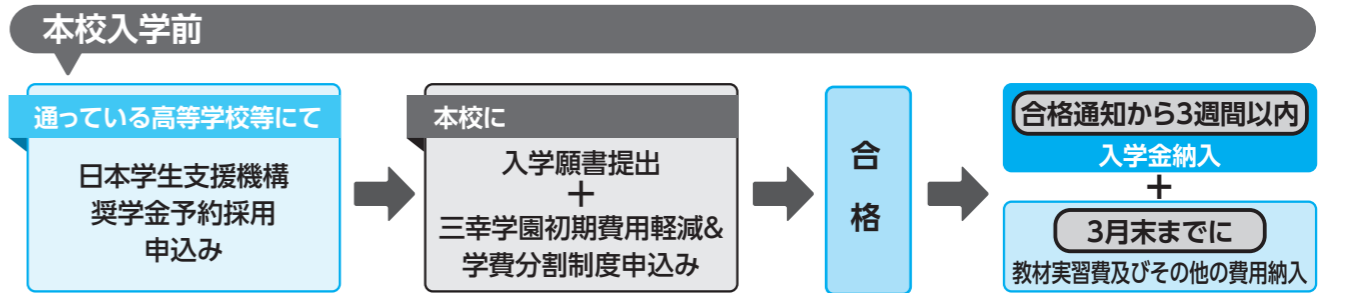 本校入学前
通っている高等学校等にて
日本学生支援機構
奨学金予約採用
申込み
本校に
入学願書提出
＋
三幸学園初期費用軽減&
学費分割制度申込み
合
格
合格通知から3週間以内
入学金納入
＋
3月末までに
教材実習費及びその他の費用納入